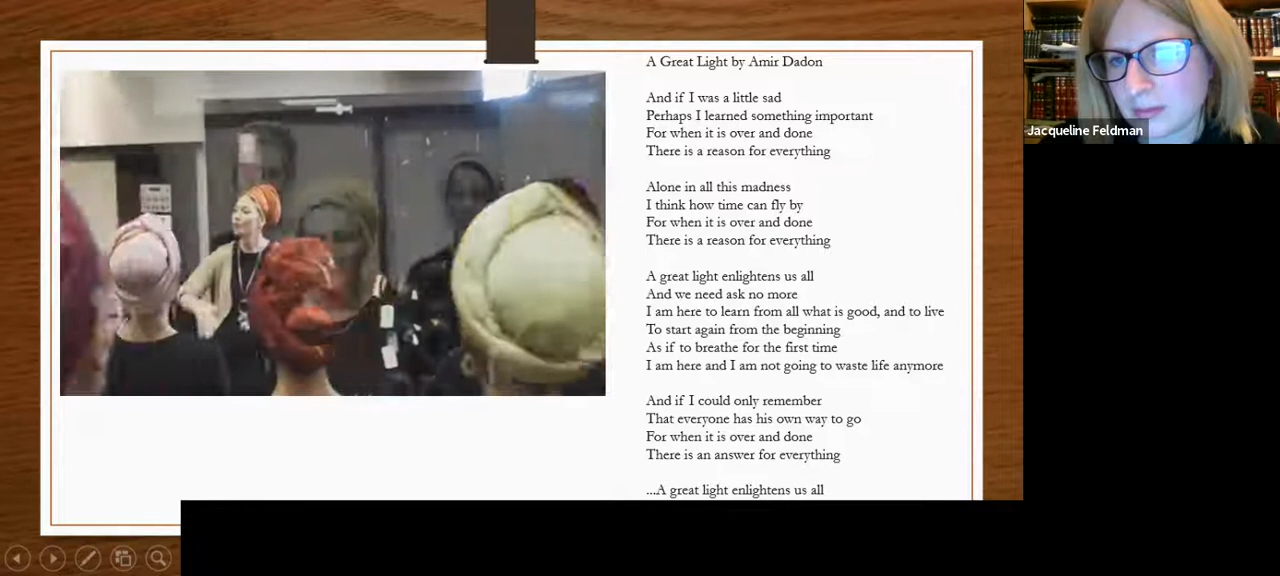 A Great Light by Amir Dadon
And if I was a little sad
Perhaps I learned something important
For when it is over and done
There is a reason for everything
Alone in all this madness
I think how time can fly by
For when it is over and done
There is a reason for everything
A great light enlightens us all
And we need ask no more
I am here to learn from all what is good, and to live
To start again from the beginning
As if to breathe for the first time
I am here and I am not going to waste life anymore
And if I could only remember
That everyone has his own way to go
For when it is over and done
There is an answer for everything
...A great light enlightens us all
Jacqueline Feldman